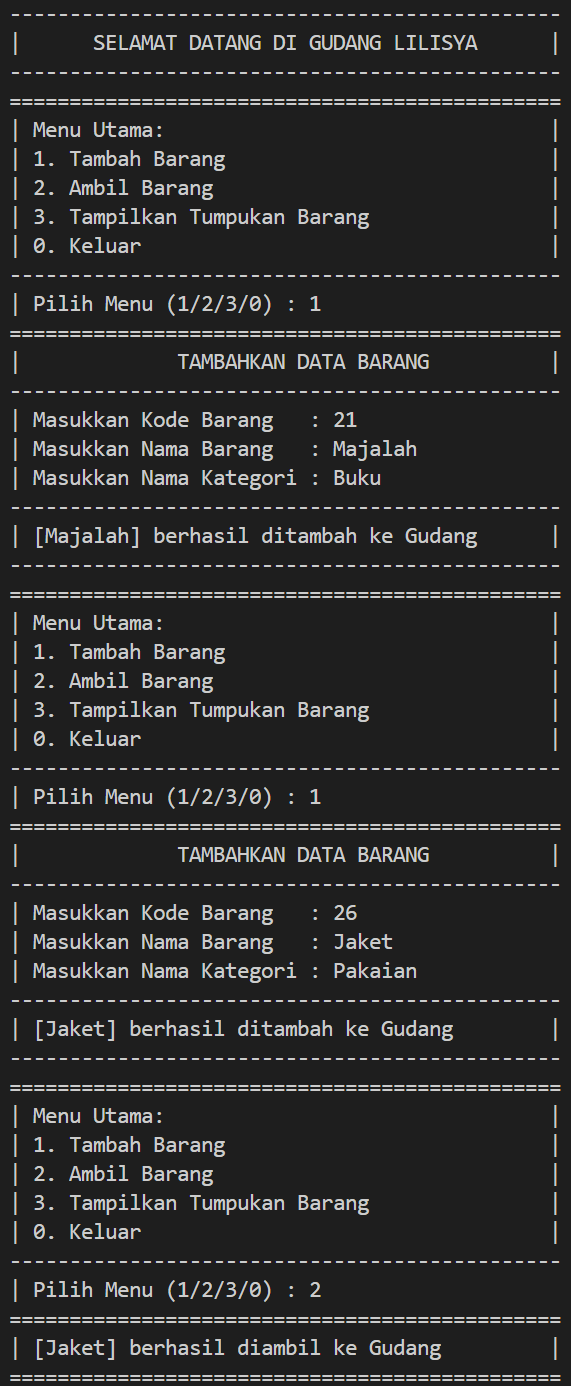 ----------------------------------------------
|      SELAMAT DATANG DI GUDANG LILISYA      |
----------------------------------------------
==============================================
| Menu Utama:                                |
| 1. Tambah Barang                           |
| 2. Ambil Barang                            |
| 3. Tampilkan Tumpukan Barang               |
| 0. Keluar                                  |
----------------------------------------------
| Pilih Menu (1/2/3/0) : 1
==============================================
|             TAMBAHKAN DATA BARANG          |
----------------------------------------------
| Masukkan Kode Barang   : 21
| Masukkan Nama Barang   : Majalah
| Masukkan Nama Kategori : Buku
----------------------------------------------
| [Majalah] berhasil ditambah ke Gudang      |
----------------------------------------------
==============================================
| Menu Utama:                                |
| 1. Tambah Barang                           |
| 2. Ambil Barang                            |
| 3. Tampilkan Tumpukan Barang               |
| 0. Keluar                                  |
----------------------------------------------
| Pilih Menu (1/2/3/0) : 1
==============================================
|             TAMBAHKAN DATA BARANG          |
----------------------------------------------
| Masukkan Kode Barang   : 26
| Masukkan Nama Barang   : Jaket
| Masukkan Nama Kategori : Pakaian
----------------------------------------------
| [Jaket] berhasil ditambah ke Gudang        |
----------------------------------------------
==============================================
| Menu Utama:                                |
| 1. Tambah Barang                           |
| 2. Ambil Barang                            |
| 3. Tampilkan Tumpukan Barang               |
| 0. Keluar                                  |
----------------------------------------------
| Pilih Menu (1/2/3/0) : 2
==============================================
| [Jaket] berhasil diambil ke Gudang         |
==============================================